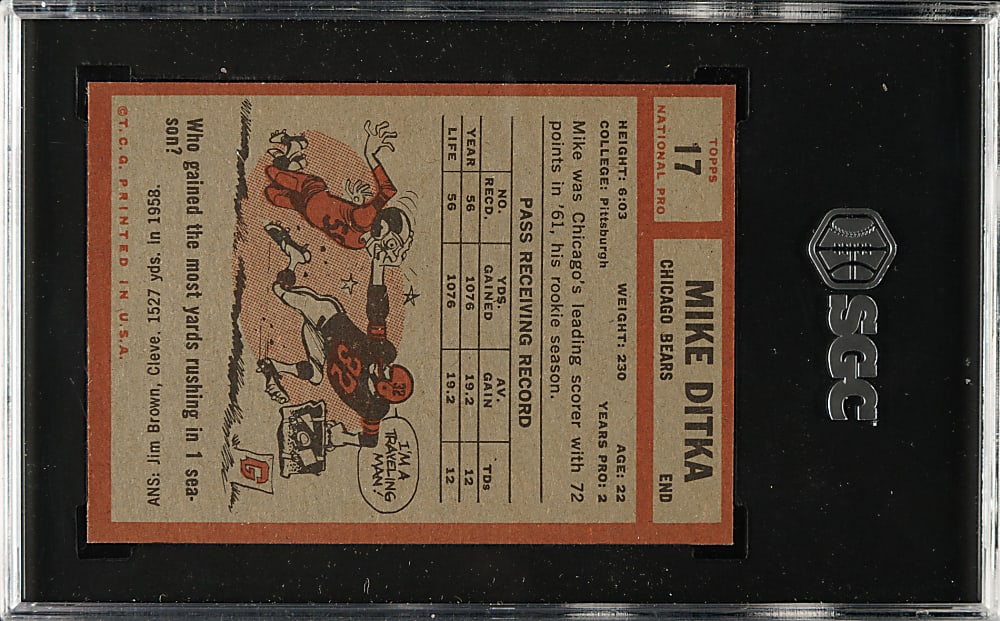 TOPPS
17
NATIONAL PRO
MIKE DITKA
CHICAGO BEARS END
HEIGHT: 6:03 WEIGHT: 230 AGE: 22
COLLEGE: Pittsburgh YEARS PRO: 2
Mike was Chicago's leading scorer with 72
points in '61, his rookie season.
PASS RECEIVING RECORD
NO. YDS. AV.
RECD. GAINED GAIN TDs
YEAR 56 1076 19.2 12
LIFE 56 1076 19.2 12
I'M A
TRAVELING
MAN!
32
32
35
G
Who gained the most yards rushing in 1 sea-
son?
ANS: Jim Brown, Cleve. 1527 yd's. in 1958.
©T.C.G. PRINTED IN U.S.A.
SGC